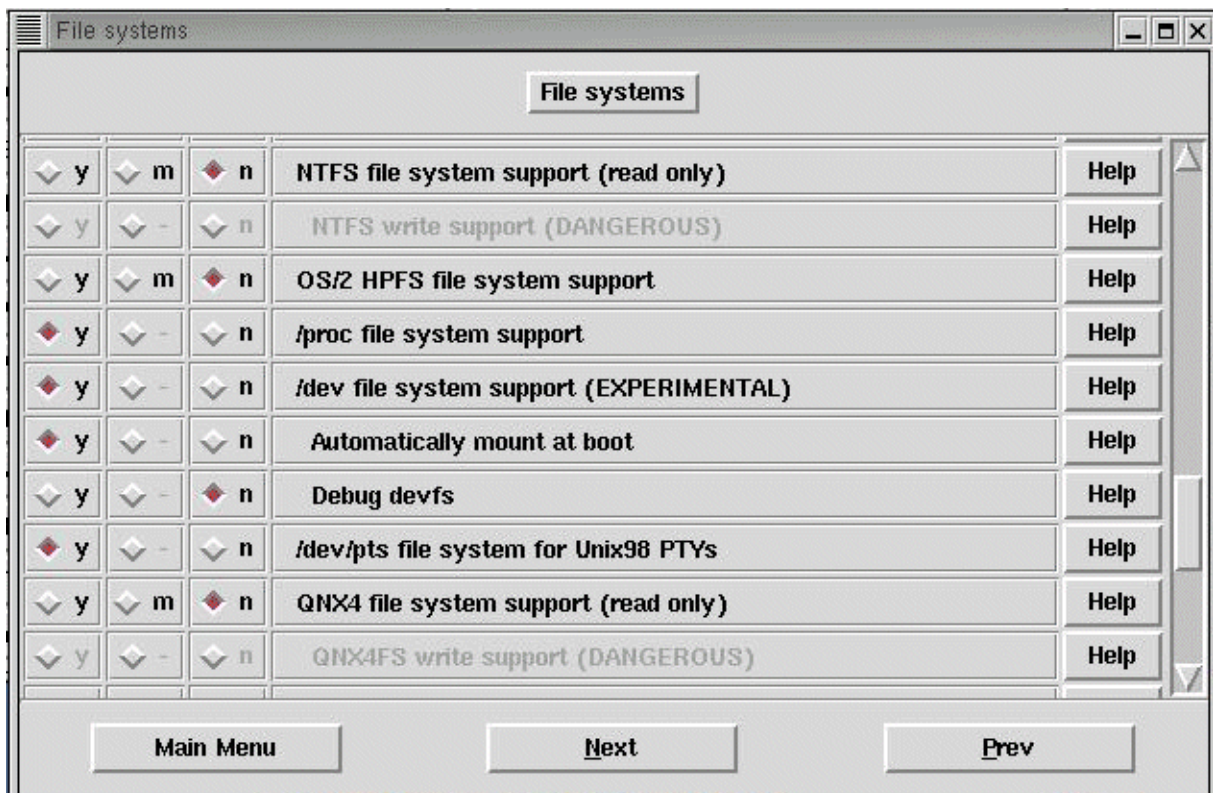 File systems
File systems
y m n NTFS file system support (read only) Help
y - n NTFS write support (DANGEROUS) Help
y m n OS/2 HPFS file system support Help
y - n /proc file system support Help
y - n /dev file system support (EXPERIMENTAL) Help
y - n Automatically mount at boot Help
y - n Debug devfs Help
y - n /dev/pts file system for Unix98 PTYs Help
y m n QNX4 file system support (read only) Help
y - n QNX4FS write support (DANGEROUS) Help
Main Menu Next Prev